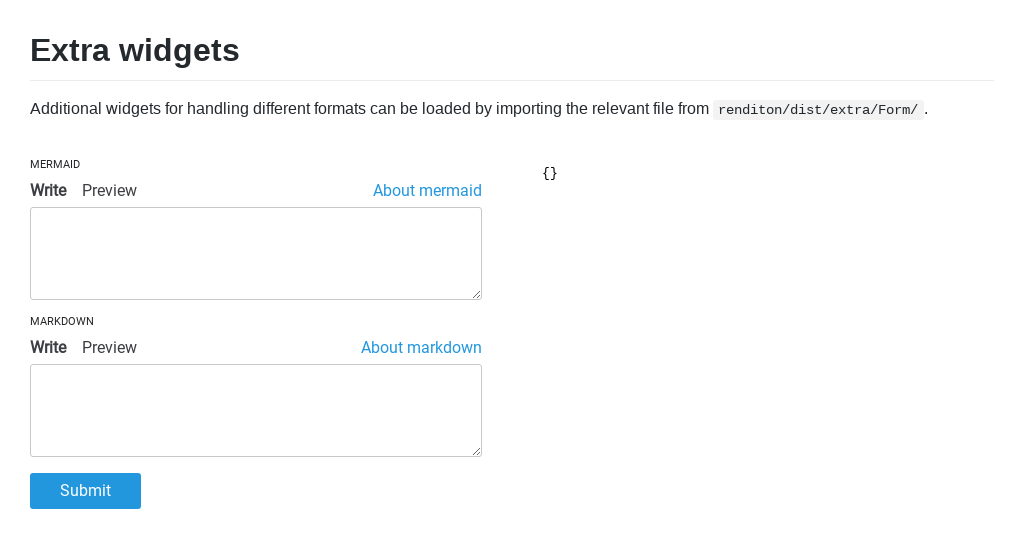 Extra widgets
Additional widgets for handling different formats can be loaded by importing the relevant file from renditon/dist/extra/Form/ .
MERMAID
Write Preview About mermaid
{}
MARKDOWN
Write Preview About markdown
Submit